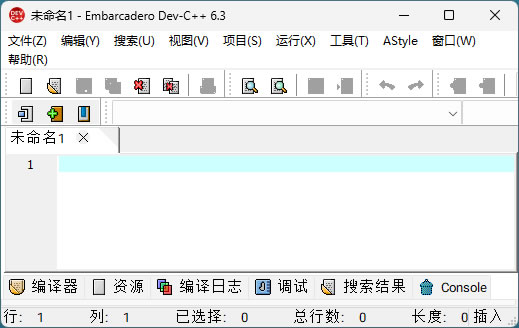 未命名1 - Embarcadero Dev-C++ 6.3
文件(Z) 编辑(Y) 搜索(U) 视图(V) 项目(S) 运行(X) 工具(T) AStyle 窗口(W)
帮助(R)
未命名1
1
编译器 资源 编译日志 调试 搜索结果 Console
行: 1 列: 1 已选择: 0 总行数: 0 长度: 0 插入